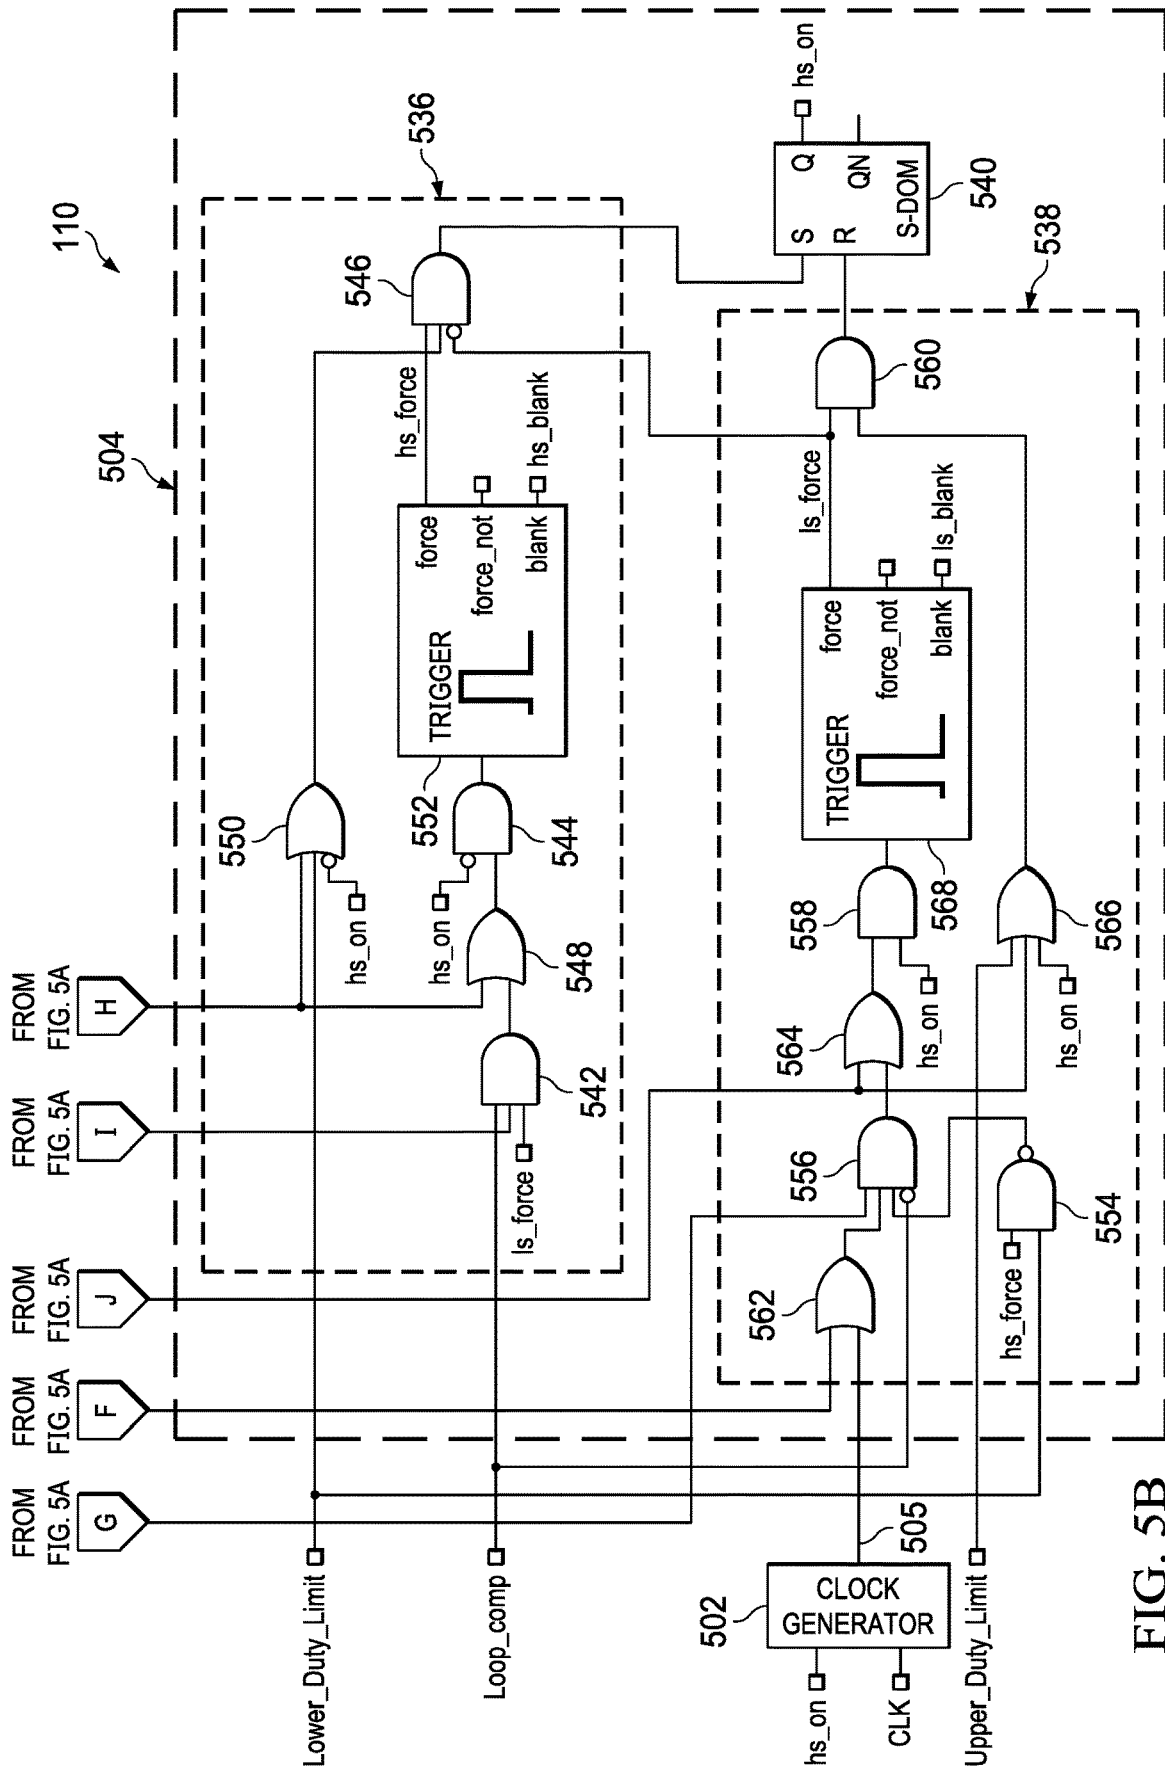 110
504
536
FROM
FIG. 5A
G
FROM
FIG. 5A
F
FROM
FIG. 5A
J
FROM
FIG. 5A
I
FROM
FIG. 5A
H
Lower_Duty_Limit
550
hs_on
hs_on
552
544
548
542
ls_force
TRIGGER
force
force_not
blank
hs_force
hs_blank
546
Loop_comp
S
R
Q
QN
S-DOM
hs_on
540
538
502
CLOCK
GENERATOR
505
hs_on
CLK
Upper_Duty_Limit
562
556
564
558
hs_on
hs_force
554
hs_on
566
568
TRIGGER
force
force_not
blank
ls_force
ls_blank
560
FIG. 5B